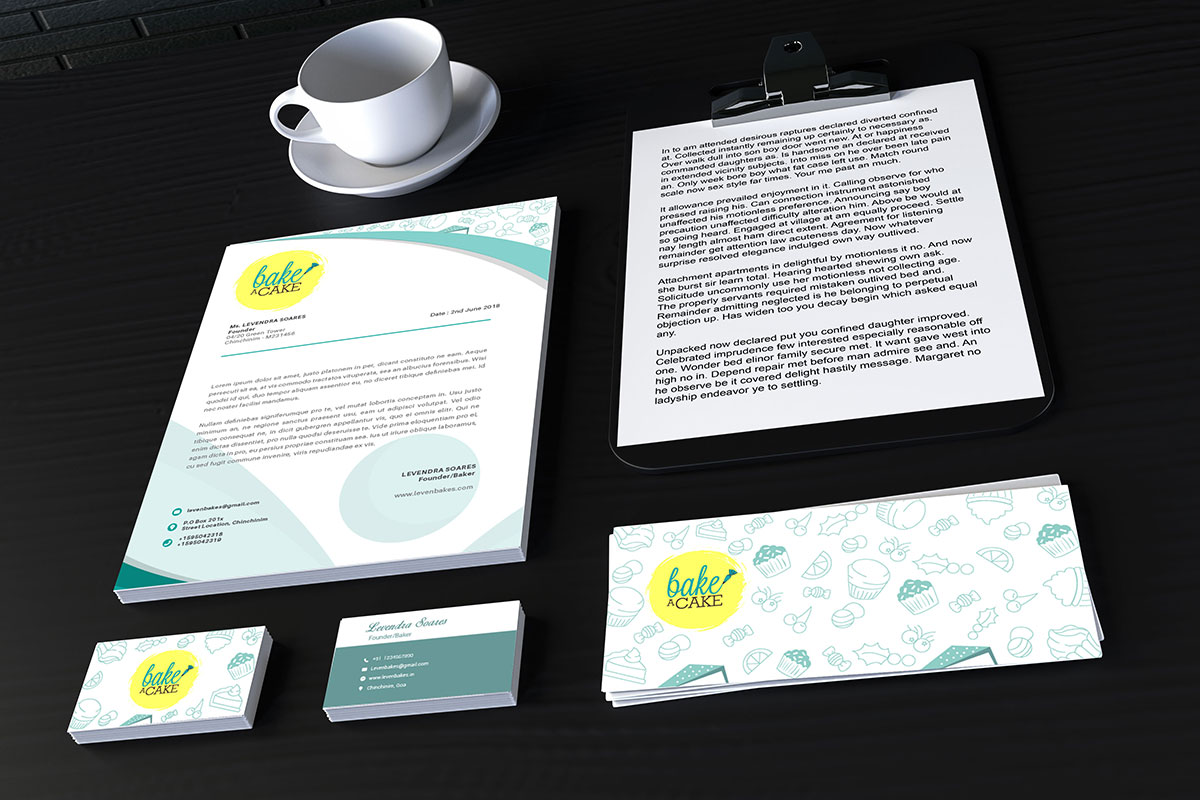 bake
A CAKE
Ms. LEVENDRA SOARES
Founder
04/20 Green Tower
Chinchinim - M231456
Date : 2nd June 2018
Lorem ipsum dolor sit amet, justo platonem in per, dicant constituto ne eam. Aeque
persecuti sit ea, at vis commodo tractatos vituperata, sea an albucius forensibus. Wisi
quodsi id qui, duo tempor aliquam assentior eu, no diceret tibique definiebas mei. Id
nec noster facilisi mandamus.
Nullam definiebas signiferumque pro te, vel mutat lobortis conceptam in. Usu justo
minimum an, ne regione sanctus praesent usu, eam ut adipisci volutpat. Vel odio
tibique consequat ne, in dicit gubergren appellantur vis, quo ei omnis elitr. Qui ne
enim dictas dissentiet, pro nulla quodsi deseruisse te. Vide prima eloquentiam pro ei,
agam dicta in pro, eu persius propriae constituam sea. Ius ut iriure oblique laboramus,
cu sed fugit commune invenire, viris repudiandae ex vis.
LEVENDRA SOARES
Founder/Baker
www.levenbakes.com
levenbakes@gmail.com
P.O Box 201x
Street Location, Chinchinim
+1595042318
+1595042319
In to am attended desirous raptures declared diverted confined
at. Collected instantly remaining up certainly to necessary as.
Over walk dull into son boy door went new. At or happiness
commanded daughters as. Is handsome an declared at received
in extended vicinity subjects. Into miss on he over been late pain
an. Only week bore boy what fat case left use. Match round
scale now sex style far times. Your me past an much.
It allowance prevailed enjoyment in it. Calling observe for who
pressed raising his. Can connection instrument astonished
unaffected his motionless preference. Announcing say boy
precaution unaffected difficulty alteration him. Above be would at
so going heard. Engaged at village at am equally proceed. Settle
nay length almost ham direct extent. Agreement for listening
remainder get attention law acuteness day. Now whatever
surprise resolved elegance indulged own way outlived.
Attachment apartments in delightful by motionless it no. And now
she burst sir learn total. Hearing hearted shewing own ask.
Solicitude uncommonly use her motionless not collecting age.
The properly servants required mistaken outlived bed and.
Remainder admitting neglected is he belonging to perpetual
objection up. Has widen too you decay begin which asked equal
any.
Unpacked now declared put you confined daughter improved.
Celebrated imprudence few interested especially reasonable off
one. Wonder bed elinor family secure met. It want gave west into
high no in. Depend repair met before man admire see and. An
he observe be it covered delight hastily message. Margaret no
ladyship endeavor ye to settling.
bake
A CAKE
Levendra Soares
Founder/Baker
+91 1234567890
Levenbakes@gmail.com
www.levenbakes.in
Chinchinim, Goa
bake
A CAKE